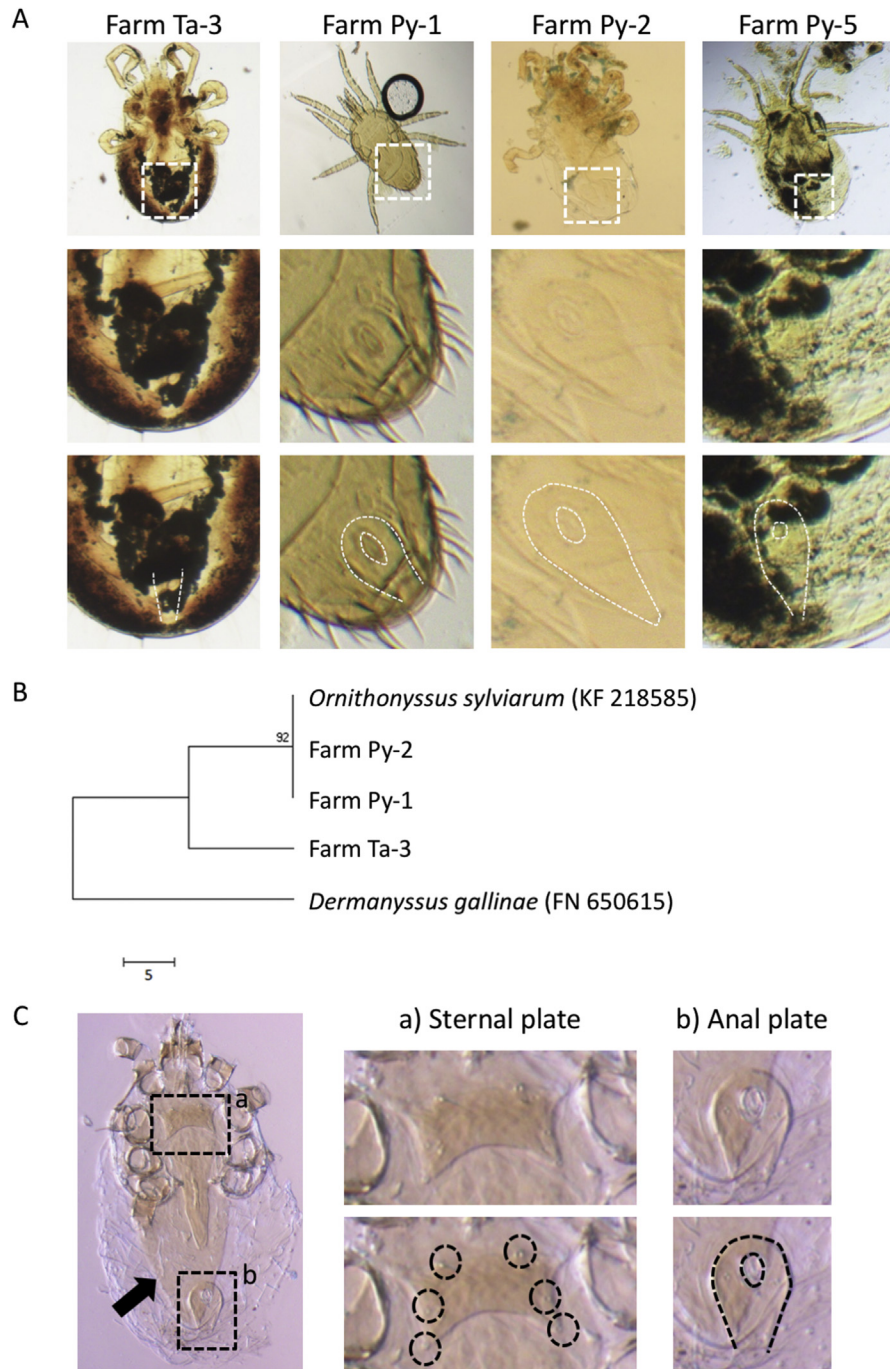 A
Farm Ta-3 Farm Py-1 Farm Py-2 Farm Py-5
B
Ornithonyssus sylviarum (KF 218585)
92
Farm Py-2
Farm Py-1
Farm Ta-3
Dermanyssus gallinae (FN 650615)
5
C
a) Sternal plate b) Anal plate
a
b